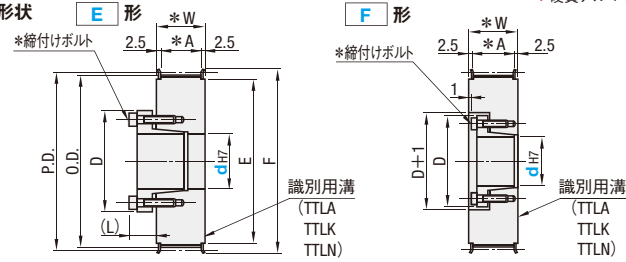 形状 E 形
*W
2.5 *A 2.5
*締付けボルト
P.D.
O.D.
D
(L)
dH7
E
F
識別用溝
(TTLA
TTLK
TTLN)
F 形
*W
2.5 *A 2.5
*締付けボルト
1
D+1
D
dH7
識別用溝
(TTLA
TTLK
TTLN)